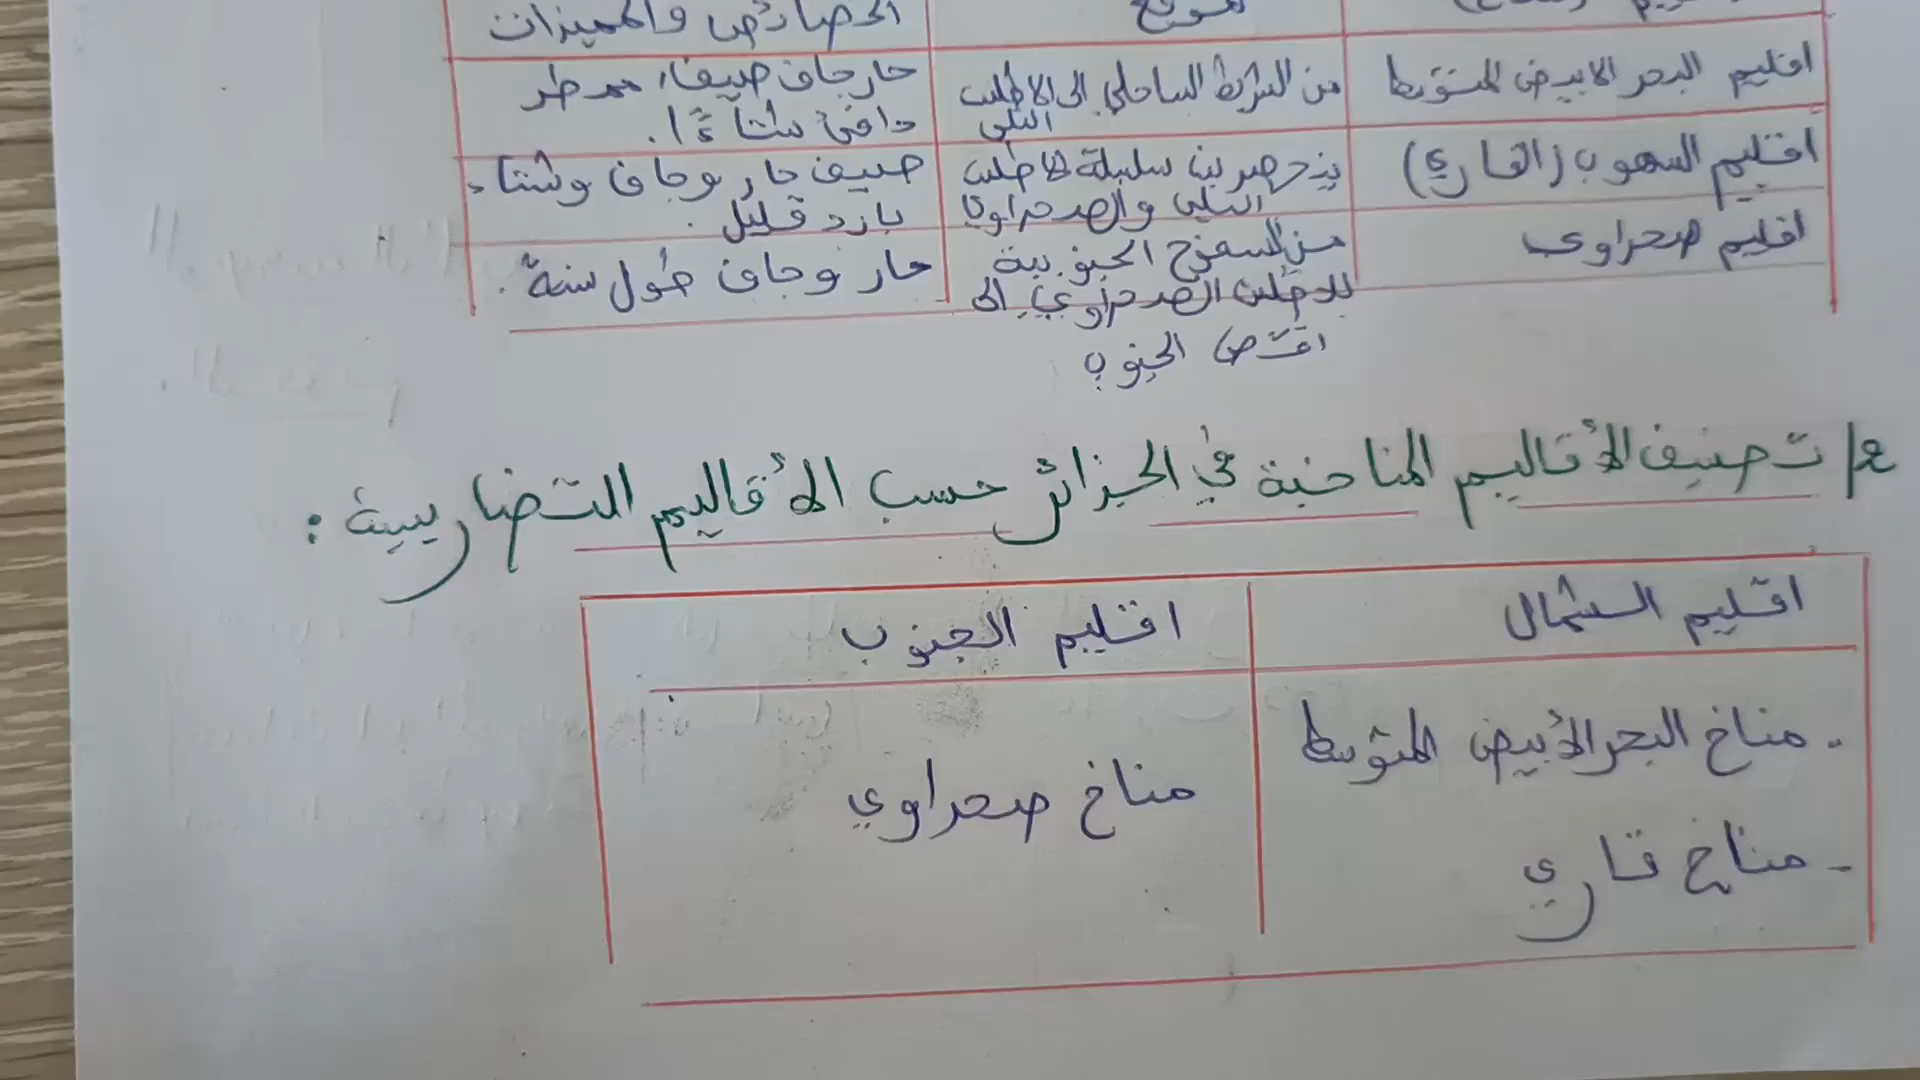 الخصائص والمميزات
اقليم البحر الابيض المتوسط
من الشريط الساحلي الى الاطلس
التلي
حار جاف صيفا، ممطر
دافئ شتاءً ا.
اقليم السهوب (القاري)
ينحصر بين سلسلة الاطلس
التلي والصحراوي
صيف حار وجاف وشتاء
بارد قليل.
اقليم صحراوي
من السفوح الجنوبية
للاطلس الصحراوي الى
اقصى الجنوب
حار وجاف طول سنة.
تصنيف الأقاليم المناخية في الجزائر حسب الأقاليم التضاريسية:
اقليم الشمال
اقليم الجنوب
- مناخ البحر الأبيض المتوسط
- مناخ قاري
مناخ صحراوي